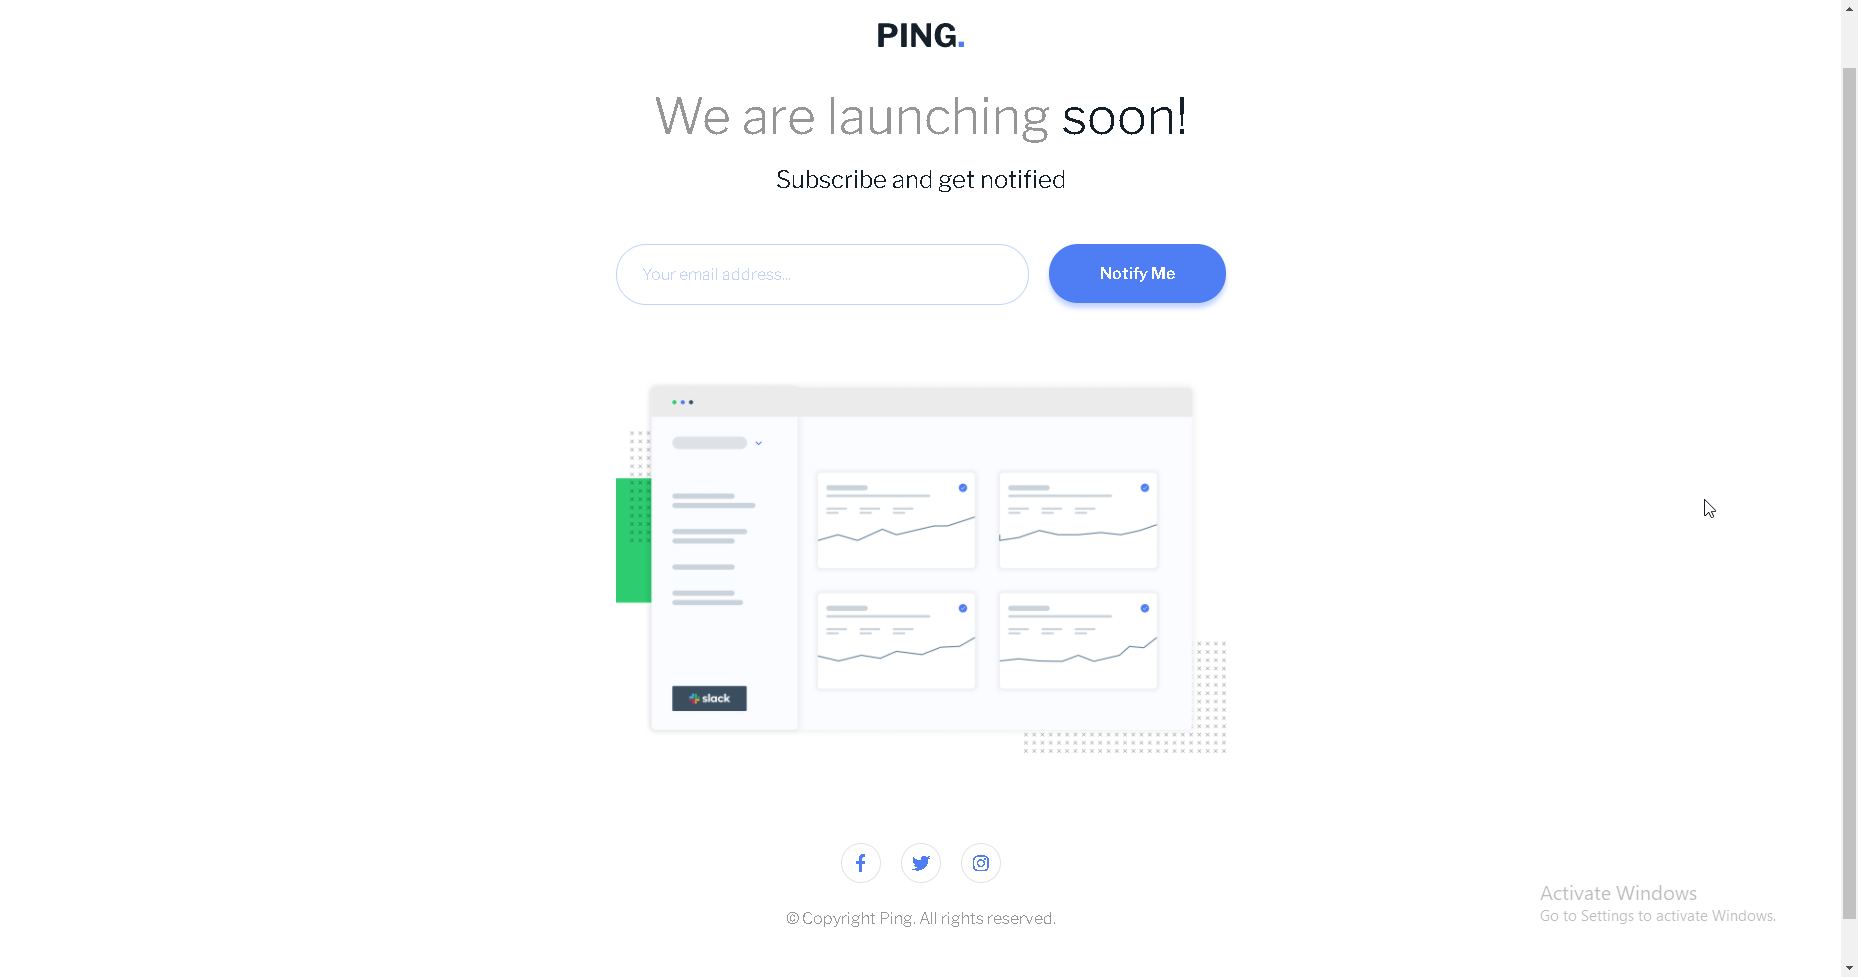 PING.
We are launching soon!
Subscribe and get notified
Your email address...
Notify Me
slack
© Copyright Ping. All rights reserved.
Activate Windows
Go to Settings to activate Windows.